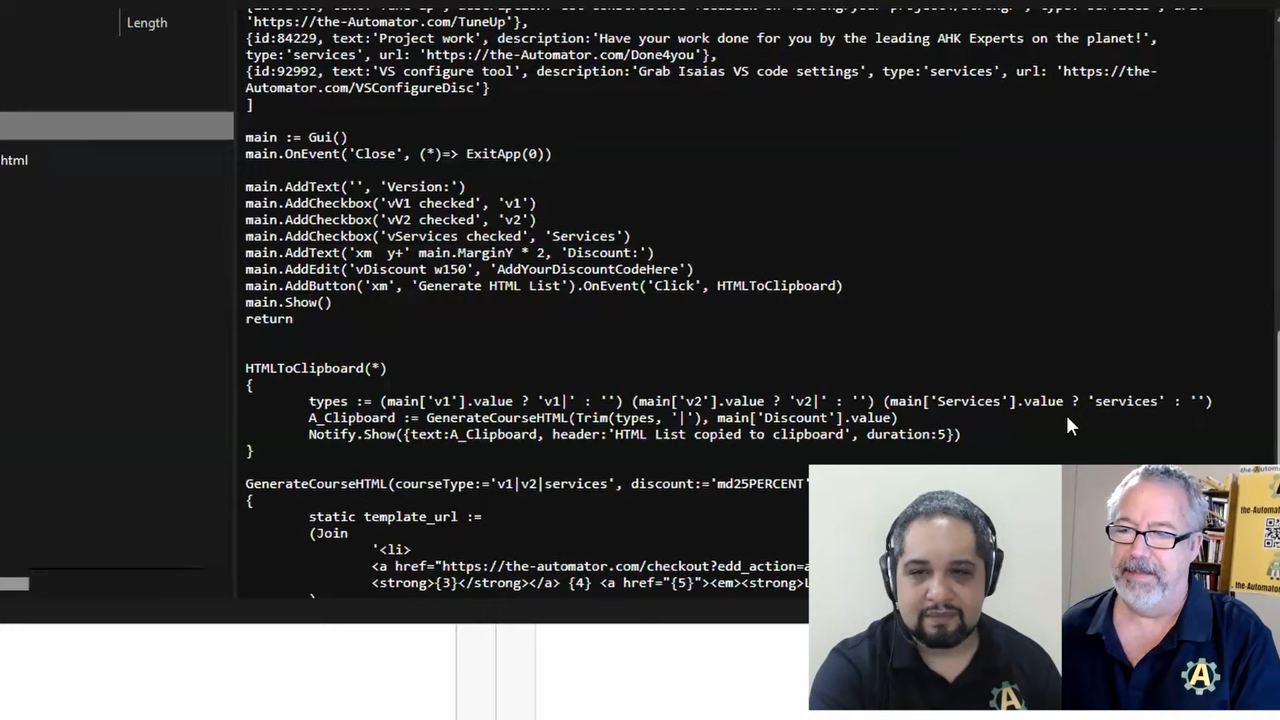 Length
'https://the-Automator.com/TuneUp'},
{id:84229, text:'Project work', description:'Have your work done for you by the leading AHK Experts on the planet!',
type:'services', url: 'https://the-Automator.com/Done4you'},
{id:92992, text:'VS configure tool', description:'Grab Isaias VS code settings', type:'services', url: 'https://the-
Automator.com/VSConfigureDisc'}
]
html
main := Gui()
main.OnEvent('Close', (*)=> ExitApp(0))
main.AddText('', 'Version:')
main.AddCheckbox('vV1 checked', 'v1')
main.AddCheckbox('vV2 checked', 'v2')
main.AddCheckbox('vServices checked', 'Services')
main.AddText('xm  y+' main.MarginY * 2, 'Discount:')
main.AddEdit('vDiscount w150', 'AddYourDiscountCodeHere')
main.AddButton('xm', 'Generate HTML List').OnEvent('Click', HTMLToClipboard)
main.Show()
return
HTMLToClipboard(*)
{
types := (main['v1'].value ? 'v1|' : '') (main['v2'].value ? 'v2|' : '') (main['Services'].value ? 'services' : '')
A_Clipboard := GenerateCourseHTML(Trim(types, '|'), main['Discount'].value)
Notify.Show({text:A_Clipboard, header:'HTML List copied to clipboard', duration:5})
}
GenerateCourseHTML(courseType:='v1|v2|services', discount:='md25PERCENT'
{
static template_url :=
(Join
'<li>
<a href="https://the-automator.com/checkout?edd_action=a
<strong>{3}</strong></a> {4} <a href="{5}"><em><strong>L
the-Automator
A